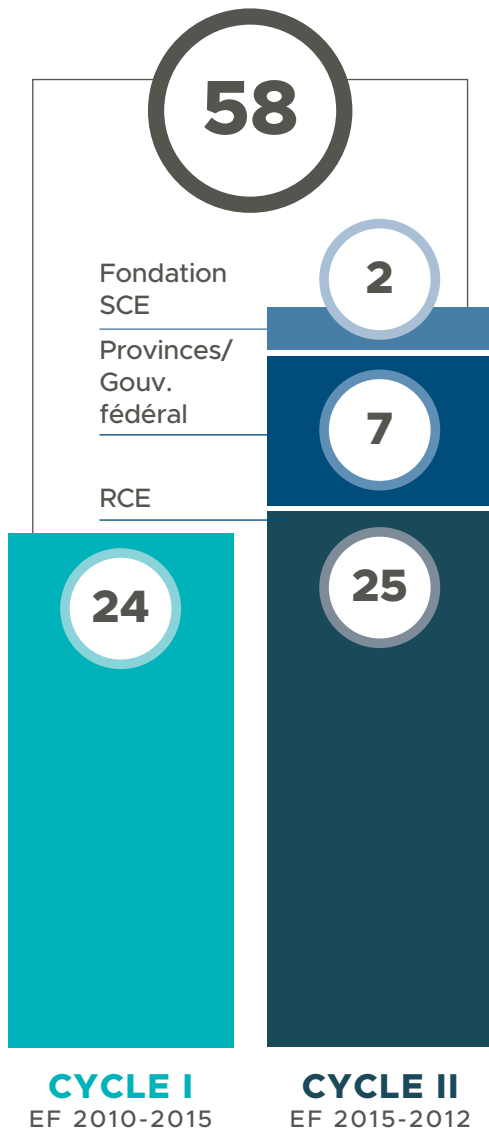 58
Fondation
SCE
2
Provinces/
Gouv.
fédéral
7
RCE
24
25
CYCLE I
EF 2010-2015
CYCLE II
EF 2015-2012